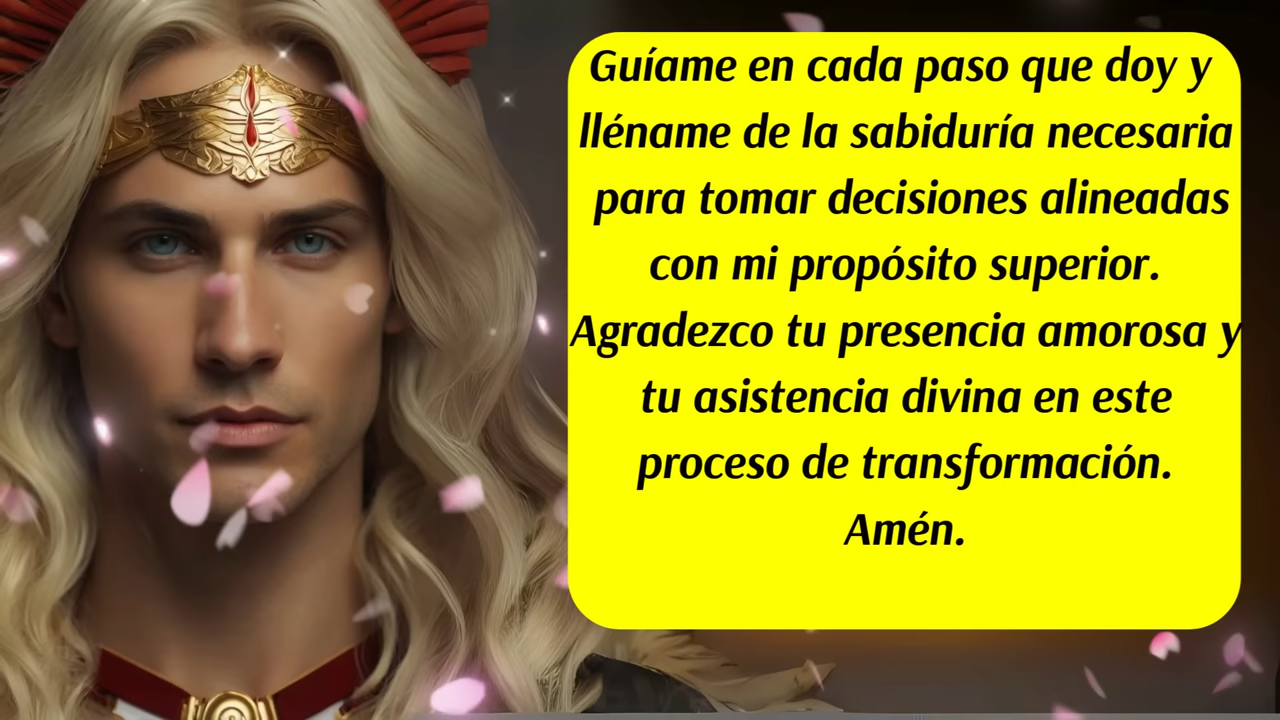 Guíame en cada paso que doy y
lléname de la sabiduría necesaria
para tomar decisiones alineadas
con mi propósito superior.
Agradezco tu presencia amorosa y
tu asistencia divina en este
proceso de transformación.
Amén.